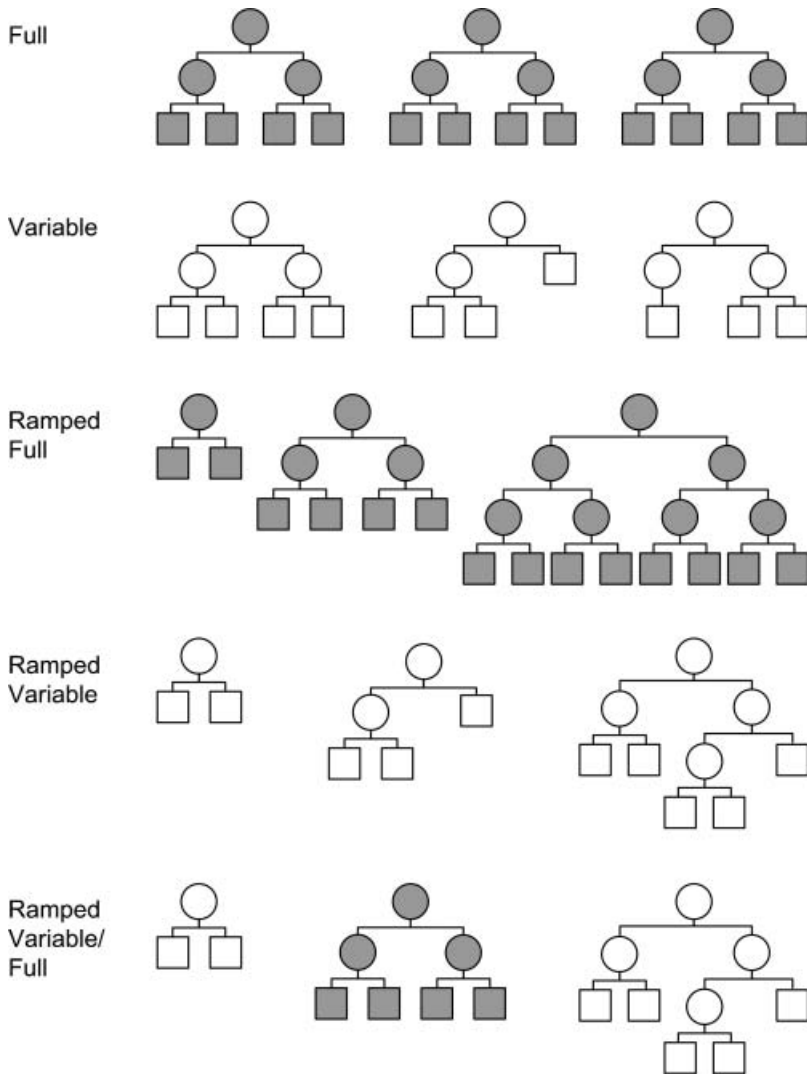 Full
Variable
Ramped
Full
Ramped
Variable
Ramped
Variable/
Full